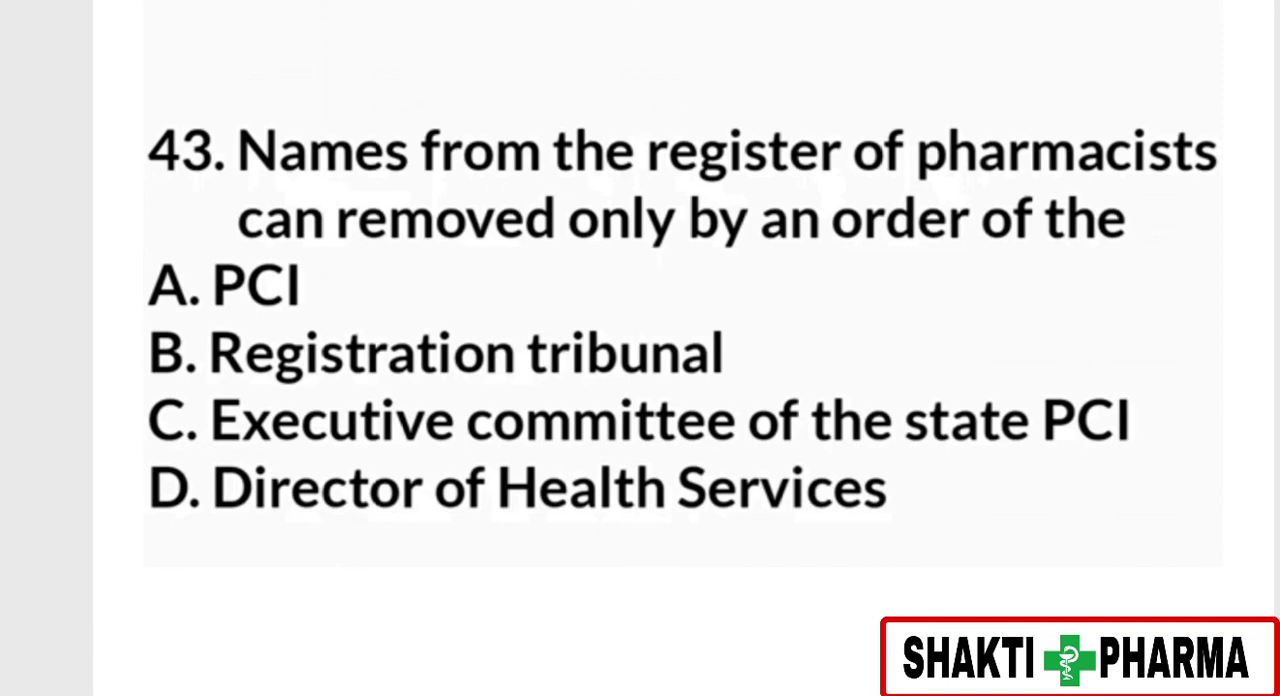 43. Names from the register of pharmacists
can removed only by an order of the
A. PCI
B. Registration tribunal
C. Executive committee of the state PCI
D. Director of Health Services
SHAKTI PHARMA